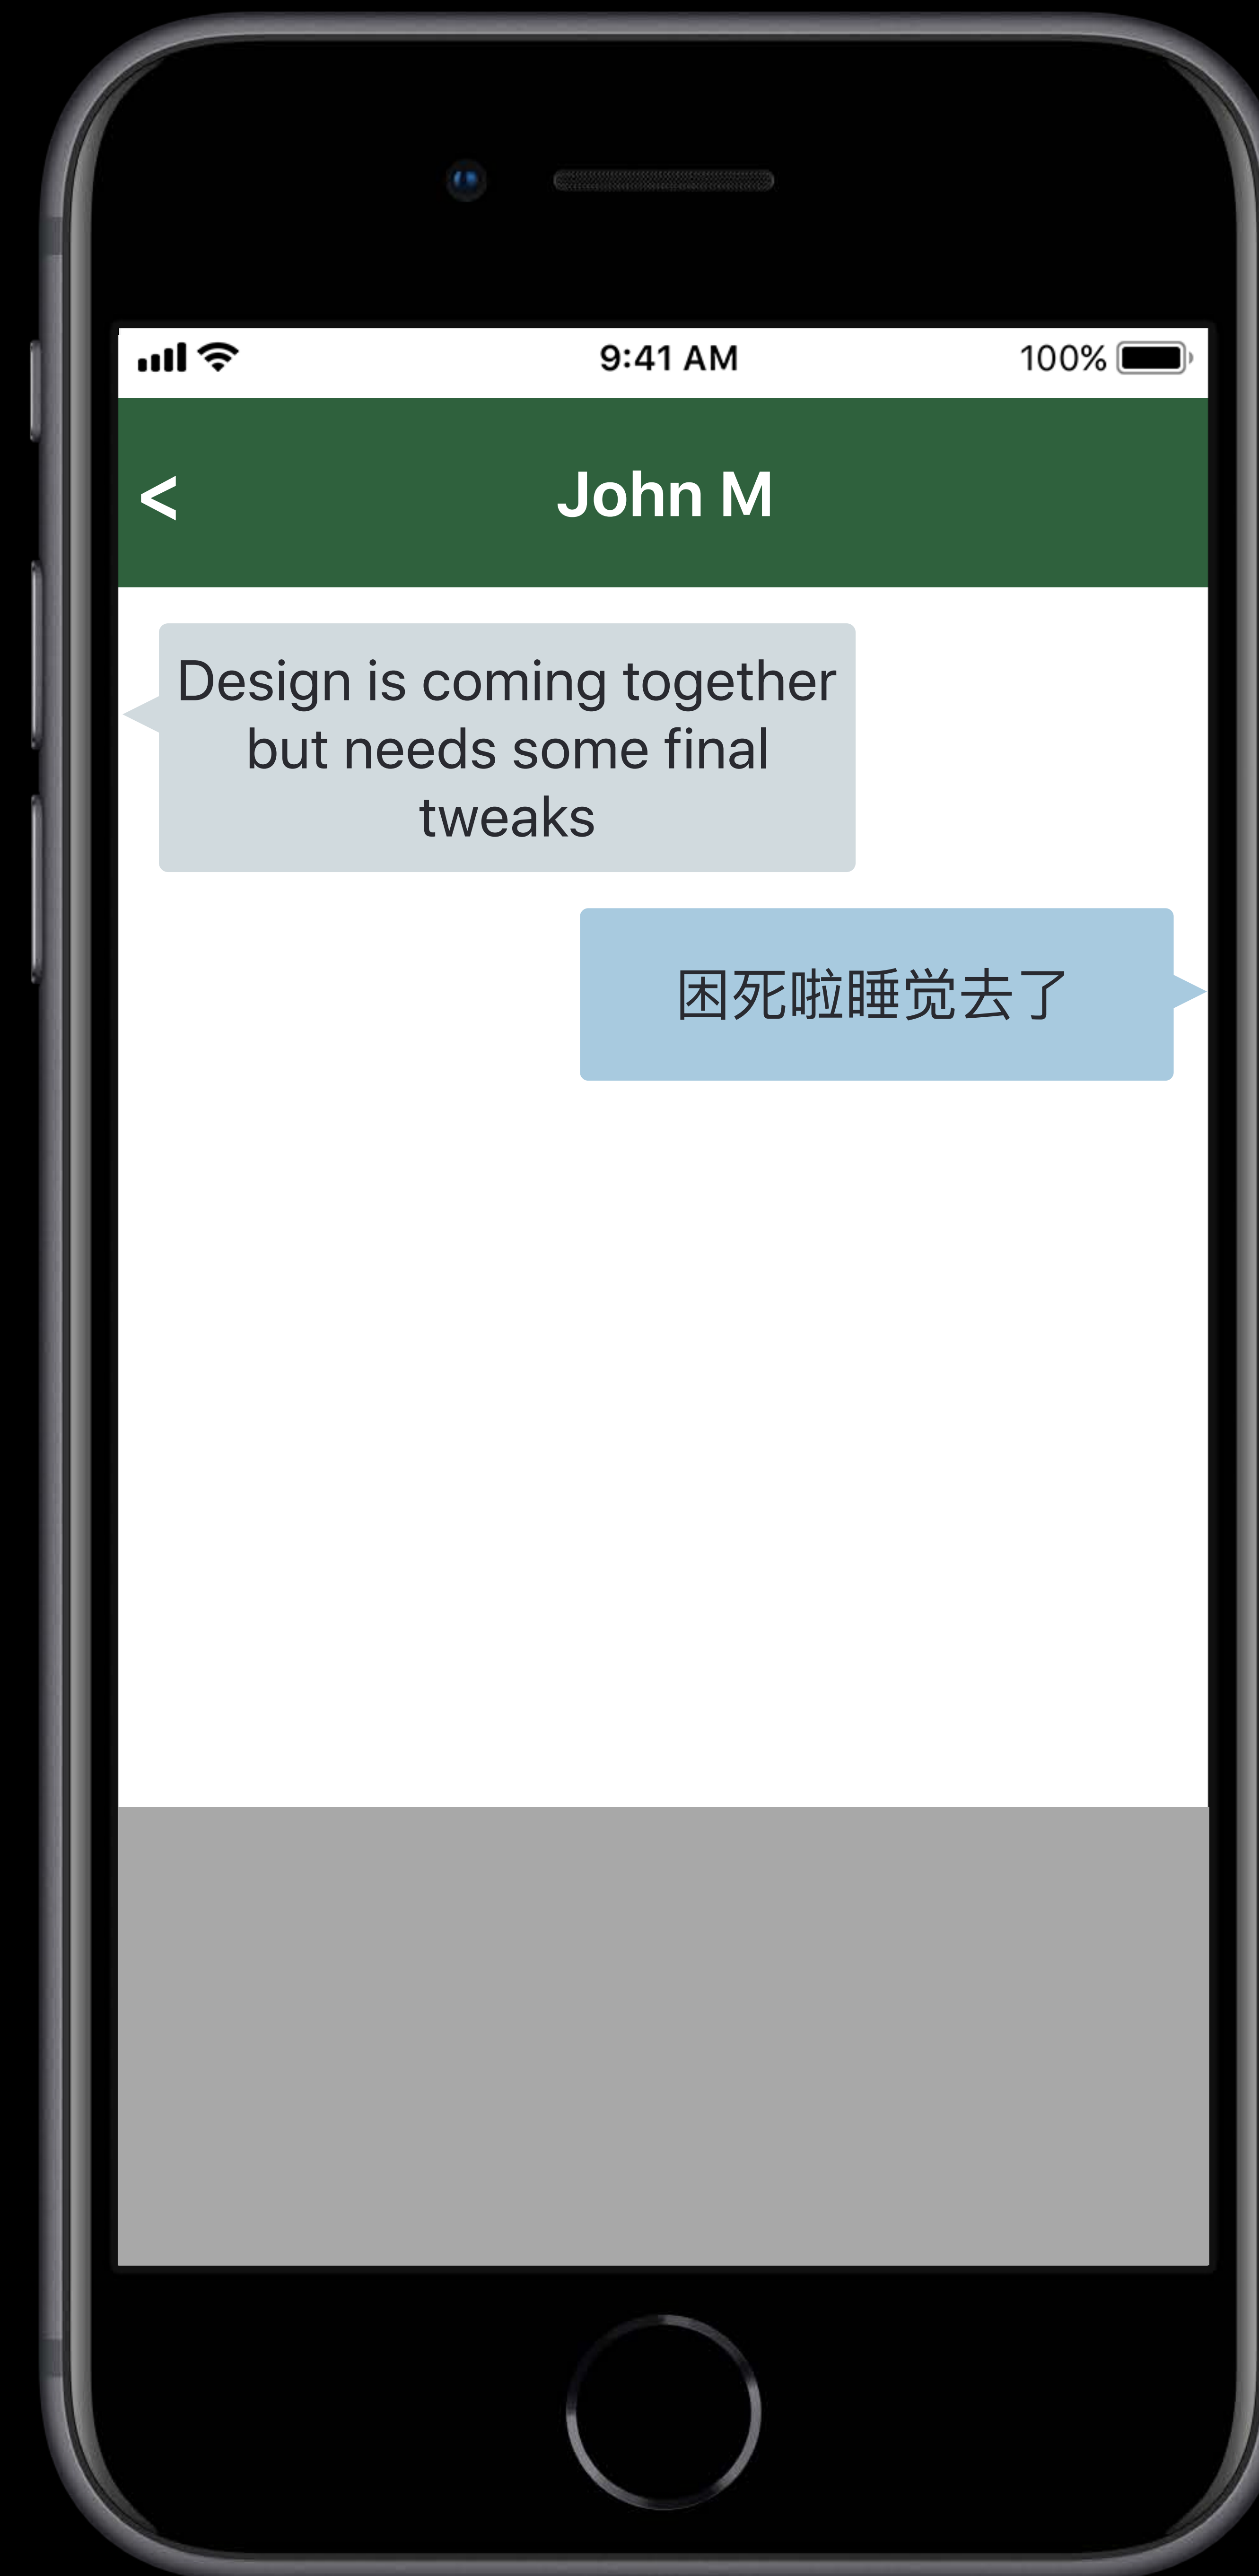 9:41 AM 100%
< John M
Design is coming together
but needs some final
tweaks
困死啦睡觉去了